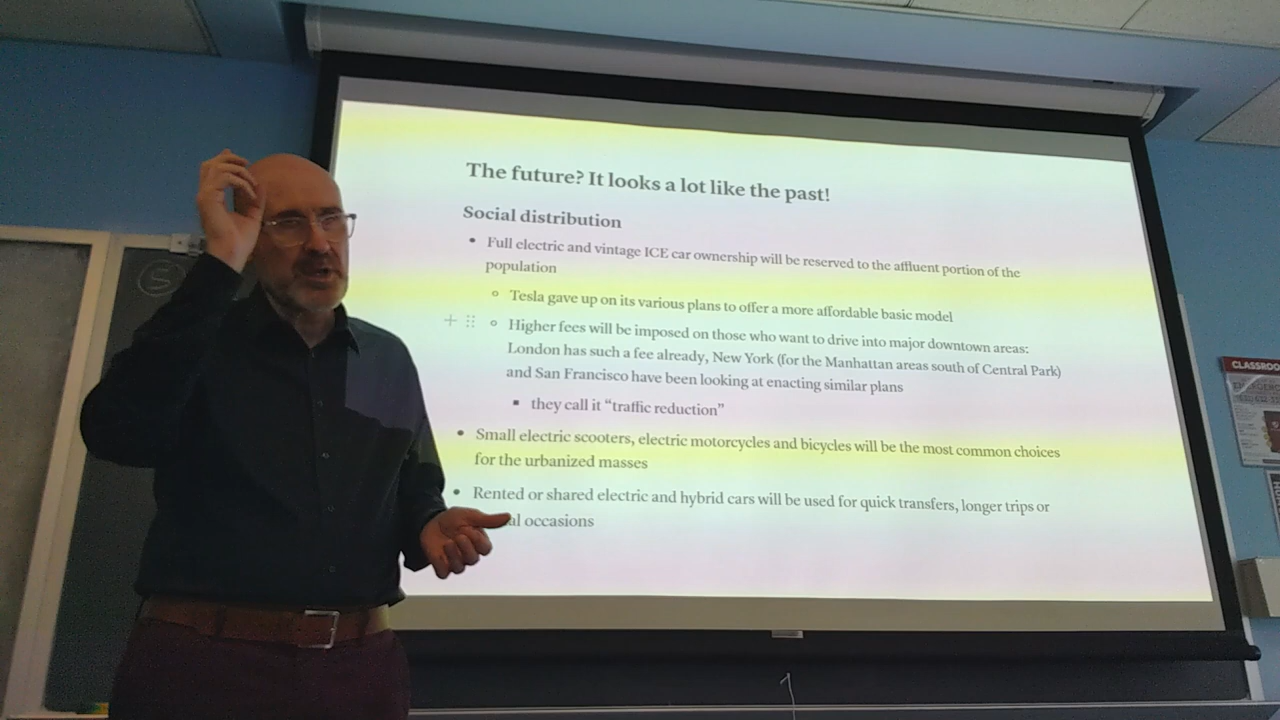 The future? It looks a lot like the past!
Social distribution
• Full electric and vintage ICE car ownership will be reserved to the affluent portion of the
population
◦ Tesla gave up on its various plans to offer a more affordable basic model
◦ Higher fees will be imposed on those who want to drive into major downtown areas:
London has such a fee already, New York (for the Manhattan areas south of Central Park)
and San Francisco have been looking at enacting similar plans
▪ they call it “traffic reduction”
• Small electric scooters, electric motorcycles and bicycles will be the most common choices
for the urbanized masses
• Rented or shared electric and hybrid cars will be used for quick transfers, longer trips or
occasions
S